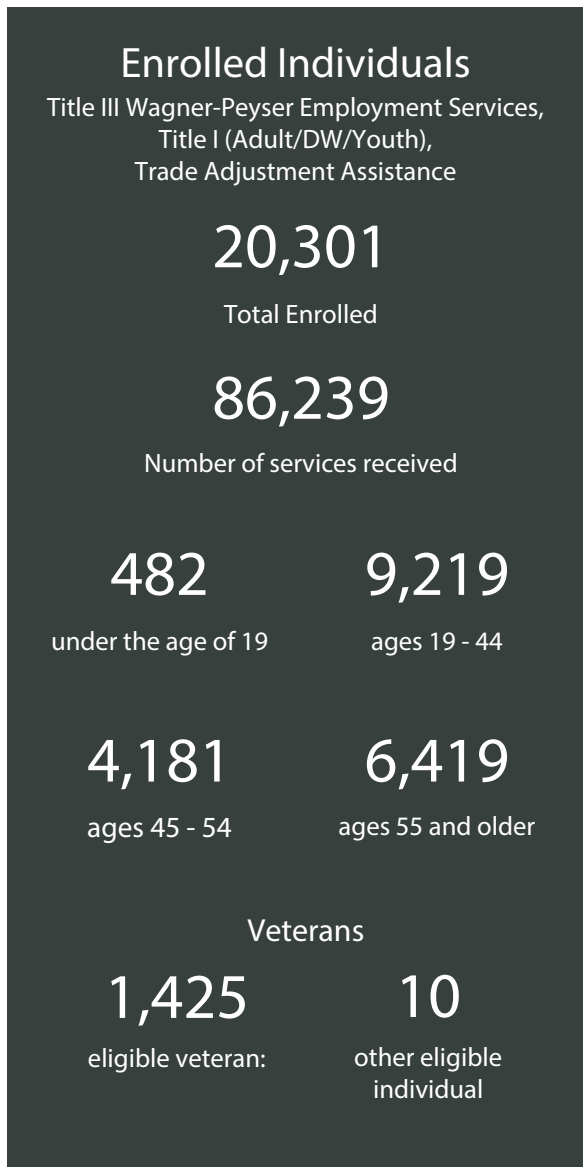 Enrolled Individuals
Title III Wagner-Peyser Employment Services,
Title I (Adult/DW/Youth),
Trade Adjustment Assistance
20,301
Total Enrolled
86,239
Number of services received
482
under the age of 19
9,219
ages 19 - 44
4,181
ages 45 - 54
6,419
ages 55 and older
Veterans
1,425
eligible veteran:
10
other eligible
individual